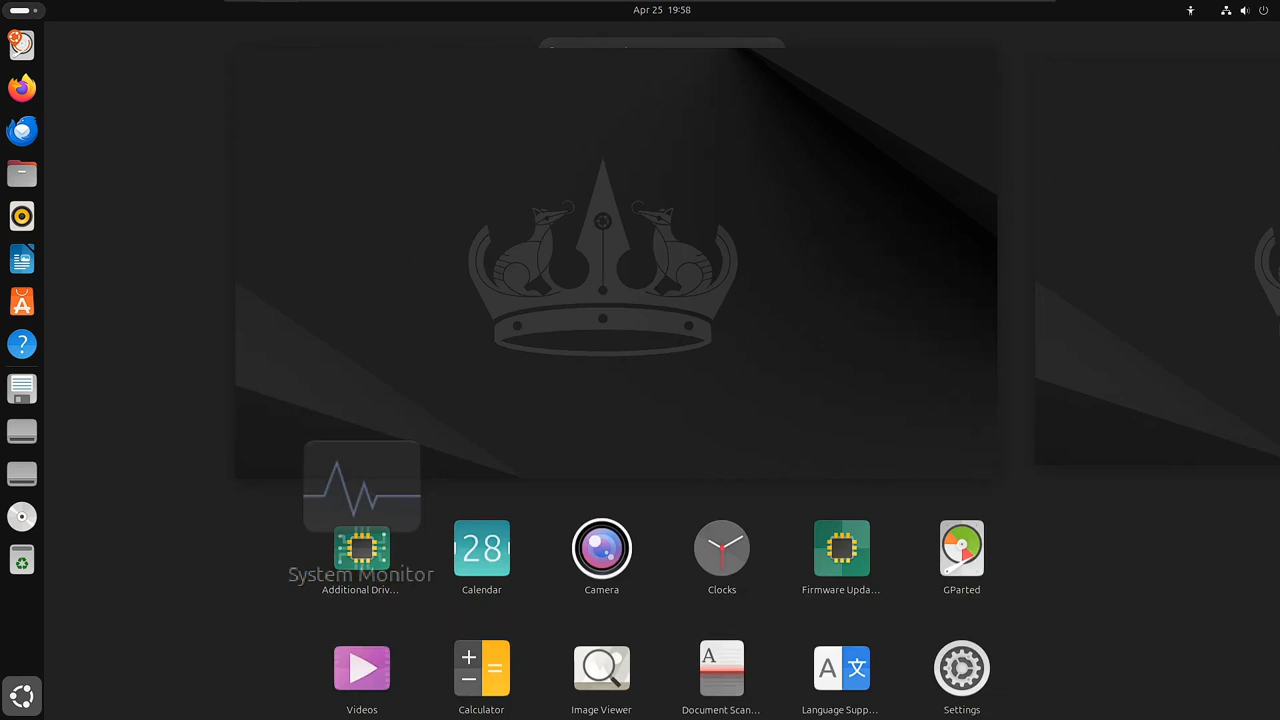 Apr 25 19:58
28
System Monitor
Additional Driv...
Calendar
Camera
Clocks
Firmware Upda...
GParted
A
A 文
Videos
Calculator
Image Viewer
Document Scan...
Language Supp...
Settings